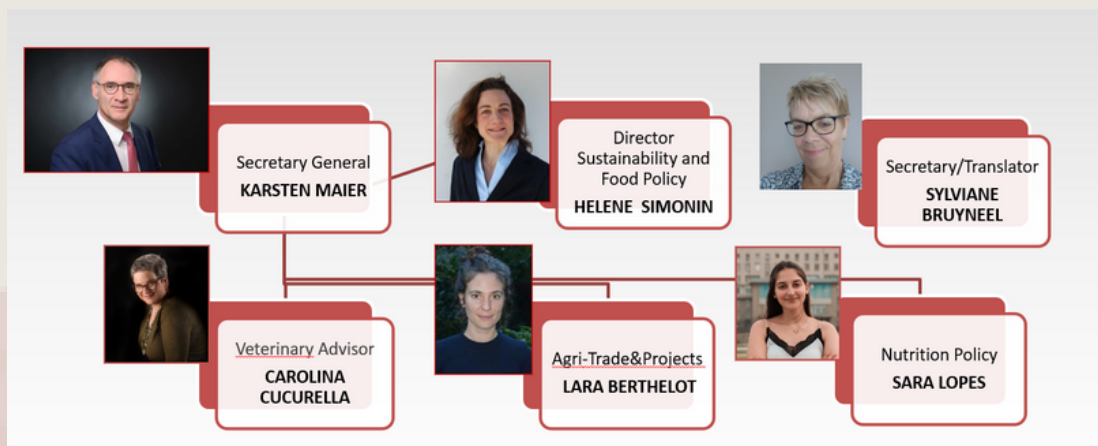 Secretary General
KARSTEN MAIER
Director
Sustainability and
Food Policy
HELENE SIMONIN
Secretary/Translator
SYLVIANE
BRUYNEEL
Veterinary Advisor
CAROLINA
CUCURELLA
Agri-Trade&Projects
LARA BERTHELOT
Nutrition Policy
SARA LOPES